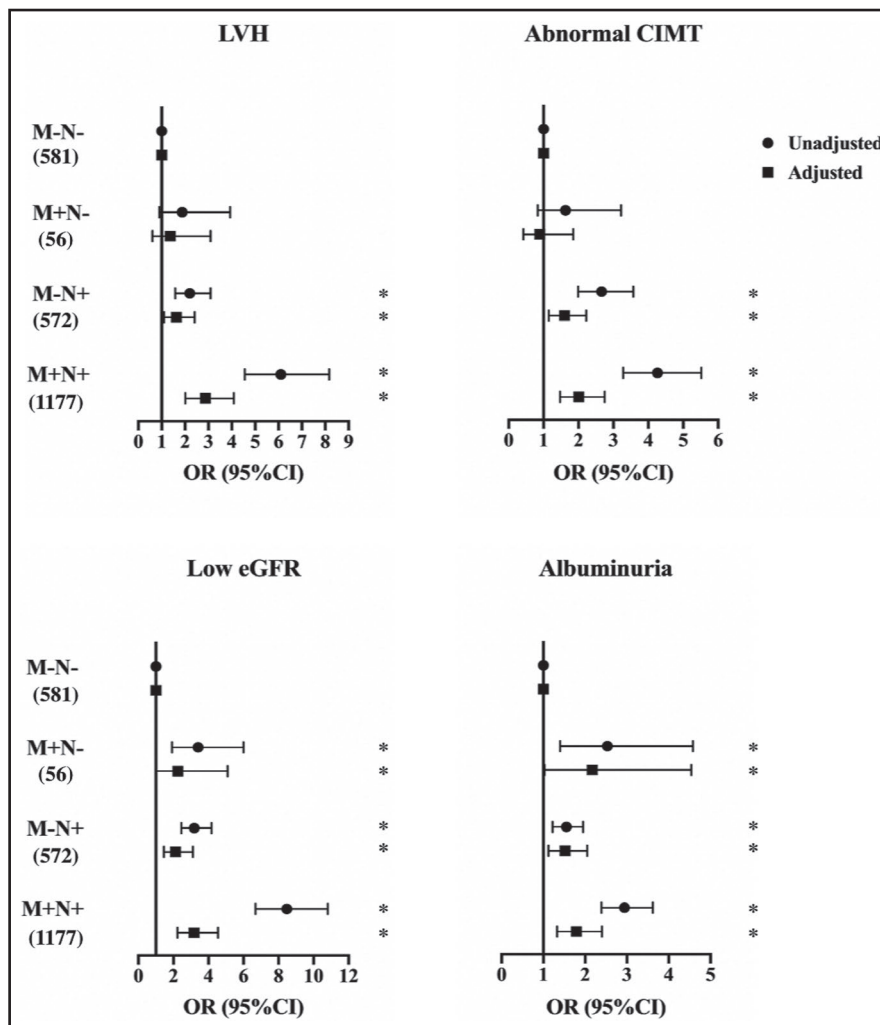 LVH
Abnormal CIMT
M-N-
(581)
Unadjusted
Adjusted
M+N-
(56)
M-N+
(572)
*
*
*
*
M+N+
(1177)
*
*
*
*
0 1 2 3 4 5 6 7 8 9
0 1 2 3 4 5 6
OR (95%CI)
OR (95%CI)
Low eGFR
Albuminuria
M-N-
(581)
M+N-
(56)
*
*
*
*
M-N+
(572)
*
*
*
*
M+N+
(1177)
*
*
*
*
0 2 4 6 8 10 12
0 1 2 3 4 5
OR (95%CI)
OR (95%CI)